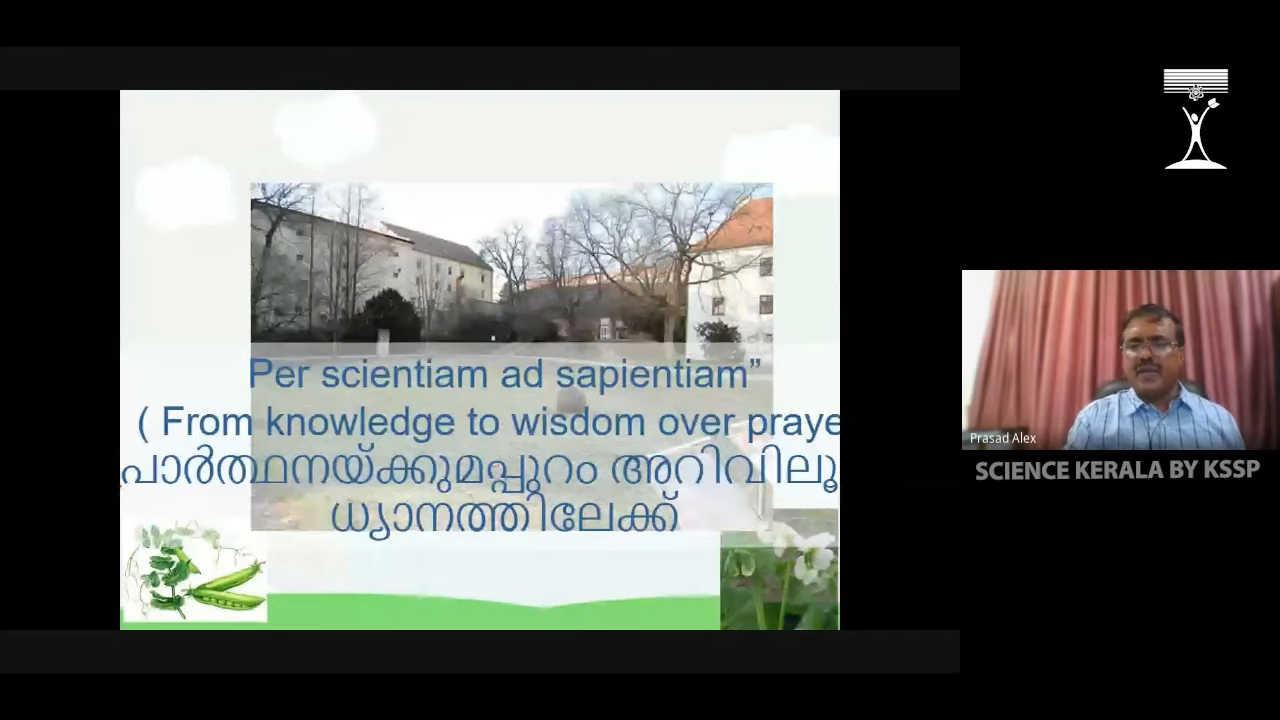 Per scientiam ad sapientiam”
( From knowledge to wisdom over praye
പ്രാർത്ഥനയ്ക്കുമപ്പുറം അറിവിലൂ
ധ്യാനത്തിലേക്ക്
Prasad Alex
SCIENCE KERALA BY KSSP